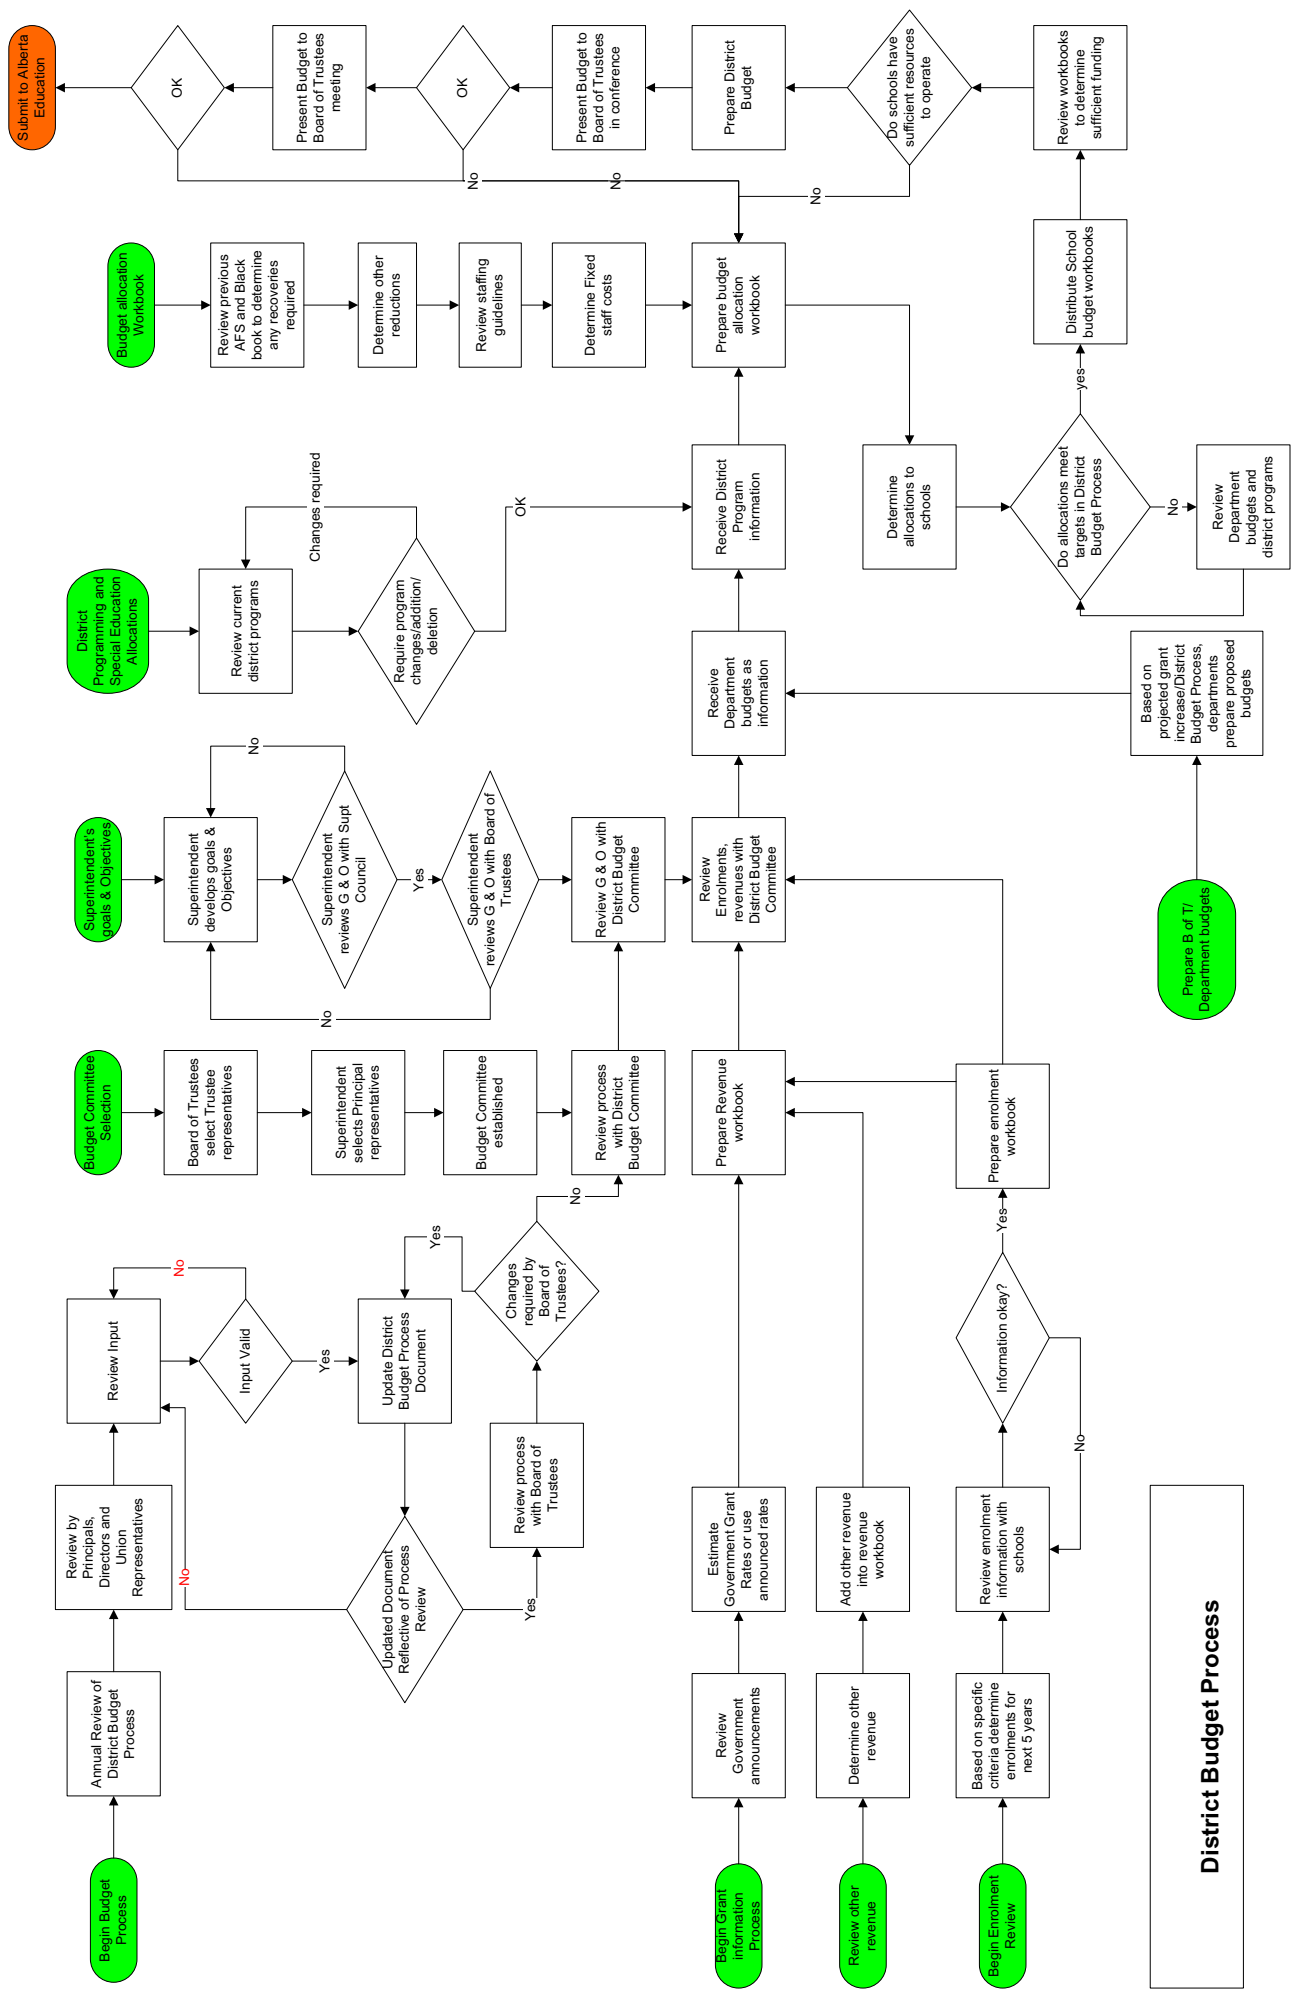 Begin Budget
Process
Annual Review of
District Budget
Process
Review by
Principals,
Directors and
Union
Representatives
Review Input
No
Input Valid
Yes
No
Update District
Budget Process
Document
Updated Document
Reflective of Process
Review
Yes
Review process
with Board of
Trustees
Changes
required by
Board of
Trustees?
Yes
No
Budget Committee
Selection
Board of Trustees
select Trustee
representatives
Superintendent
selects Principal
representatives
Budget Committee
established
Review process
with District
Budget Committee
Superintendent's
goals & Objectives
Superintendent
develops goals &
Objectives
No
Superintendent
reviews G & O with Supt
Council
Yes
No
Superintendent
reviews G & O with Board of
Trustees
Review G & O with
District Budget
Committee
District
Programming and
Special Education
Allocations
Review current
district programs
Changes required
Require program
changes/addition/
deletion
OK
Budget allocation
Workbook
Review previous
AFS and Black
book to determine
any recoveries
required
Determine other
reductions
Review staffing
guidelines
Determine Fixed
staff costs
Submit to Alberta
Education
OK
Present Budget to
Board of Trustees
meeting
OK
No
Present Budget to
Board of Trustees
in conference
No
Prepare District
Budget
No
Do schools have
sufficient resources
to operate
Begin Grant
information
Process
Review
Government
announcements
Estimate
Government Grant
Rates or use
announced rates
Prepare Revenue
workbook
Review
Enrolments,
revenues with
District Budget
Committee
Receive
Department
budgets as
information
Receive District
Program
information
Prepare budget
allocation
workbook
Review other
revenue
Determine other
revenue
Add other revenue
into revenue
workbook
Determine
allocations to
schools
Begin Enrolment
Review
Based on specific
criteria determine
enrolments for
next 5 years
Review enrolment
information with
schools
Information okay?
No
Yes
Prepare enrolment
workbook
Do allocations meet
targets in District
Budget Process
yes
No
Distribute School
budget workbooks
Review workbooks
to determine
sufficient funding
Review
Department
budgets and
district programs
Prepare B of T/
Department budgets
Based on
projected grant
increase/District
Budget Process,
departments
prepare proposed
budgets
District Budget Process